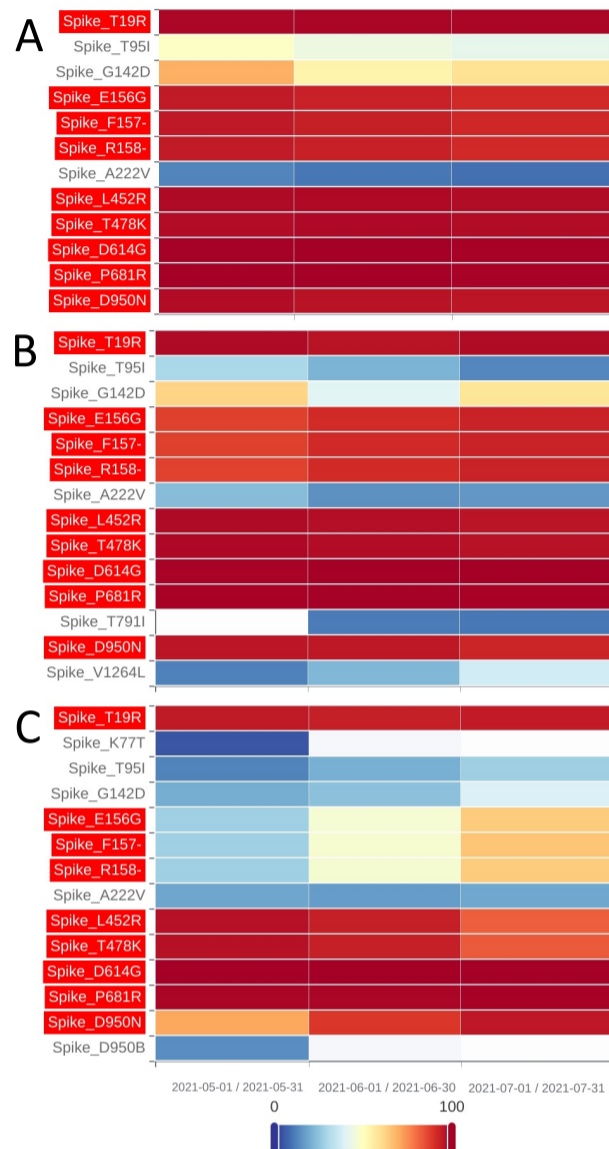 A
Spike_T19R
Spike_T95I
Spike_G142D
Spike_E156G
Spike_F157-
Spike_R158-
Spike_A222V
Spike_L452R
Spike_T478K
Spike_D614G
Spike_P681R
Spike_D950N
B
Spike_T19R
Spike_T95I
Spike_G142D
Spike_E156G
Spike_F157-
Spike_R158-
Spike_A222V
Spike_L452R
Spike_T478K
Spike_D614G
Spike_P681R
Spike_T791I
Spike_D950N
Spike_V1264L
C
Spike_T19R
Spike_K77T
Spike_T95I
Spike_G142D
Spike_E156G
Spike_F157-
Spike_R158-
Spike_A222V
Spike_L452R
Spike_T478K
Spike_D614G
Spike_P681R
Spike_D950N
Spike_D950B
2021-05-01 / 2021-05-31 2021-06-01 / 2021-06-30 2021-07-01 / 2021-07-31
0 100